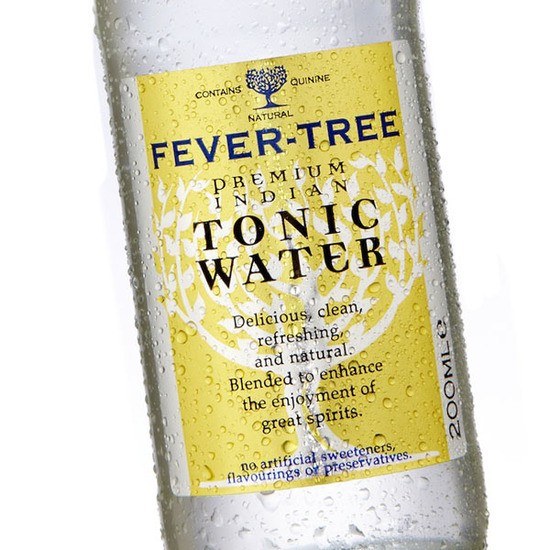 CONTAINS QUININE
NATURAL
FEVER-TREE
PREMIUM
INDIAN
TONIC
WATER
Delicious, clean,
refreshing,
and natural.
Blended to enhance
the enjoyment of
great spirits.
no artificial sweeteners,
flavourings or preservatives.
200ML e